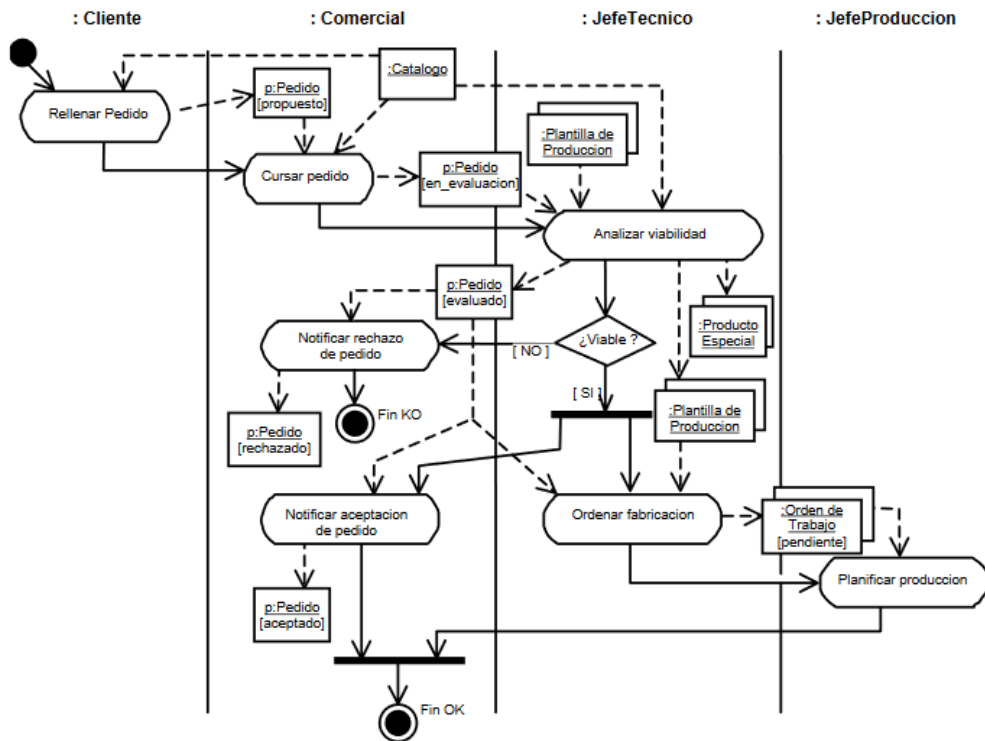 : Cliente
: Comercial
: JefeTecnico
: JefeProduccion
:Catalogo
p:Pedido
[propuesto]
Rellenar Pedido
:Plantilla de
Produccion
Cursar pedido
p:Pedido
[en_evaluacion]
Analizar viabilidad
p:Pedido
[evaluado]
:Producto
Especial
Notificar rechazo
de pedido
[ NO ]
¿Viable ?
[ SI ]
Fin KO
:Plantilla de
Produccion
p:Pedido
[rechazado]
Notificar aceptacion
de pedido
Ordenar fabricacion
:Orden de
Trabajo
[pendiente]
Planificar produccion
p:Pedido
[aceptado]
Fin OK